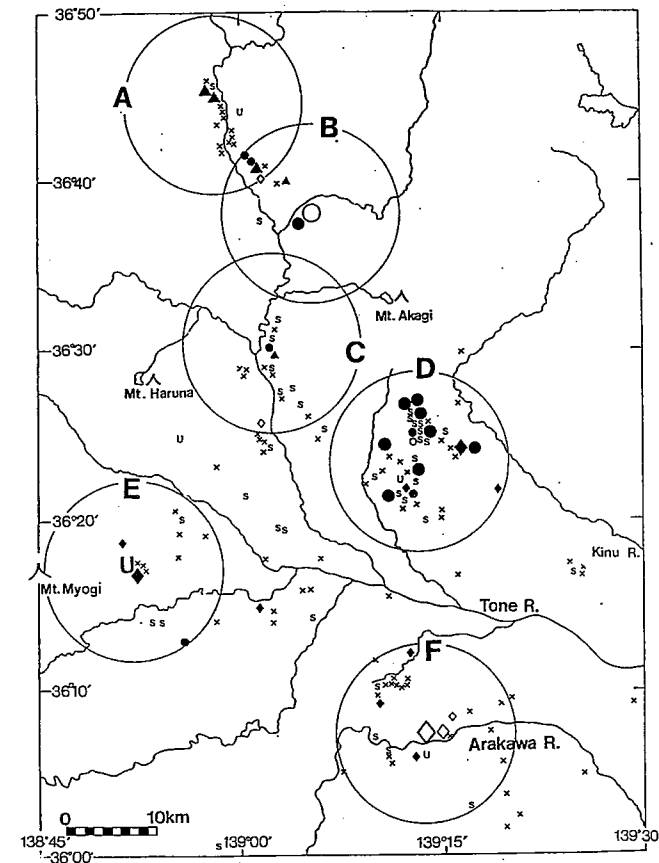 36°50'
A
B
36°40'
Mt. Akagi
36°30'
C
D
Mt. Haruna
E
36°20'
Kinu R.
Mt. Myogi
Tone R.
F
36°10'
Arakawa R.
0 10km
138°45' 139°00' 139°15' 139°30
36°00'